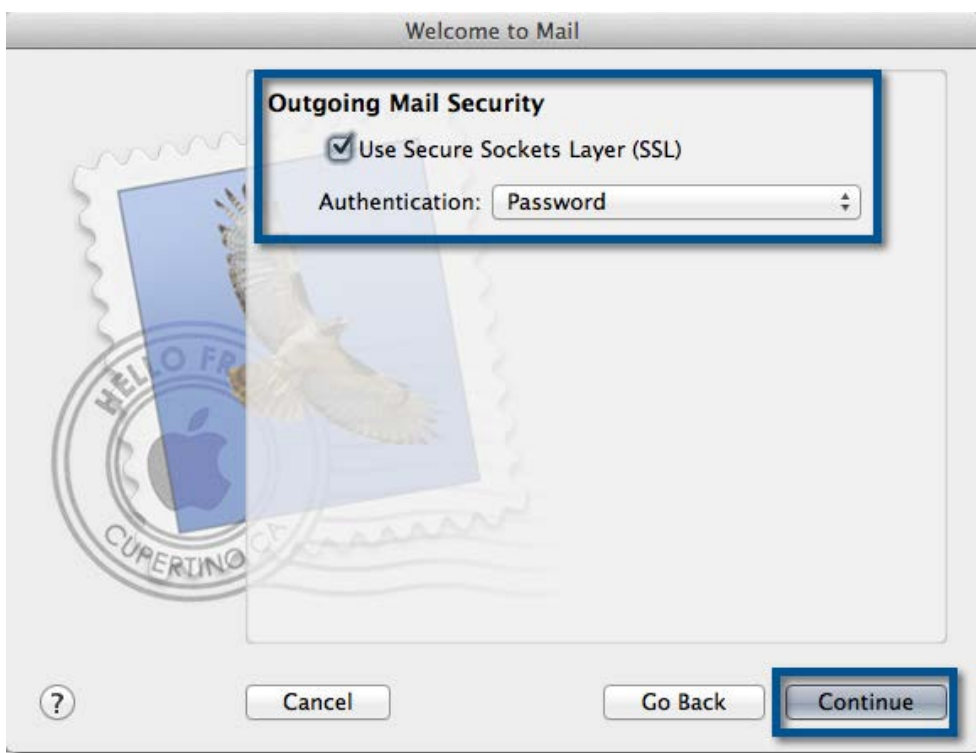 Welcome to Mail
Outgoing Mail Security
Use Secure Sockets Layer (SSL)
Authentication: Password
HELLO FR
CUPERTINO CA
? Cancel Go Back Continue